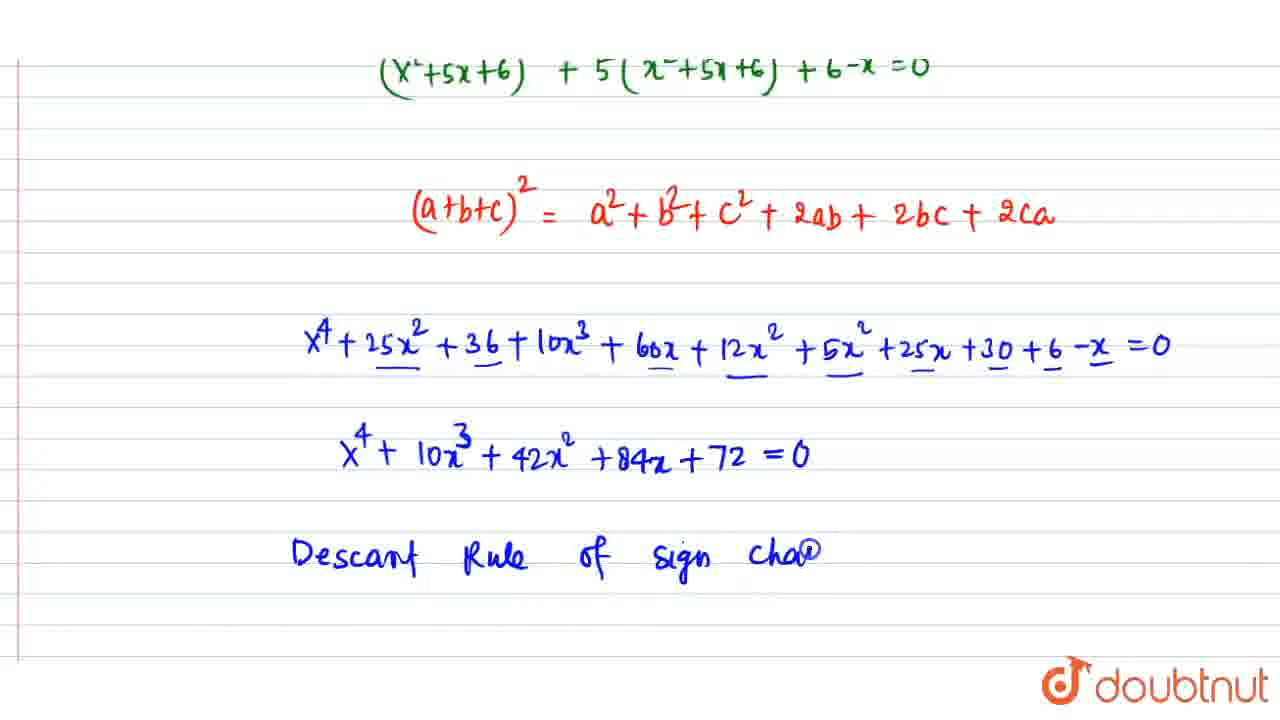 (x²+5x+6) + 5(x²+5x+6) + 6-x = 0
(a+b+c)² = a² + b² + c² + 2ab + 2bc + 2ca
x⁴ + 25x² + 36 + 10x³ + 60x + 12x² + 5x² + 25x + 30 + 6 - x = 0
x⁴ + 10x³ + 42x² + 84x + 72 = 0
Descant Rule of sign cha
doubtnut